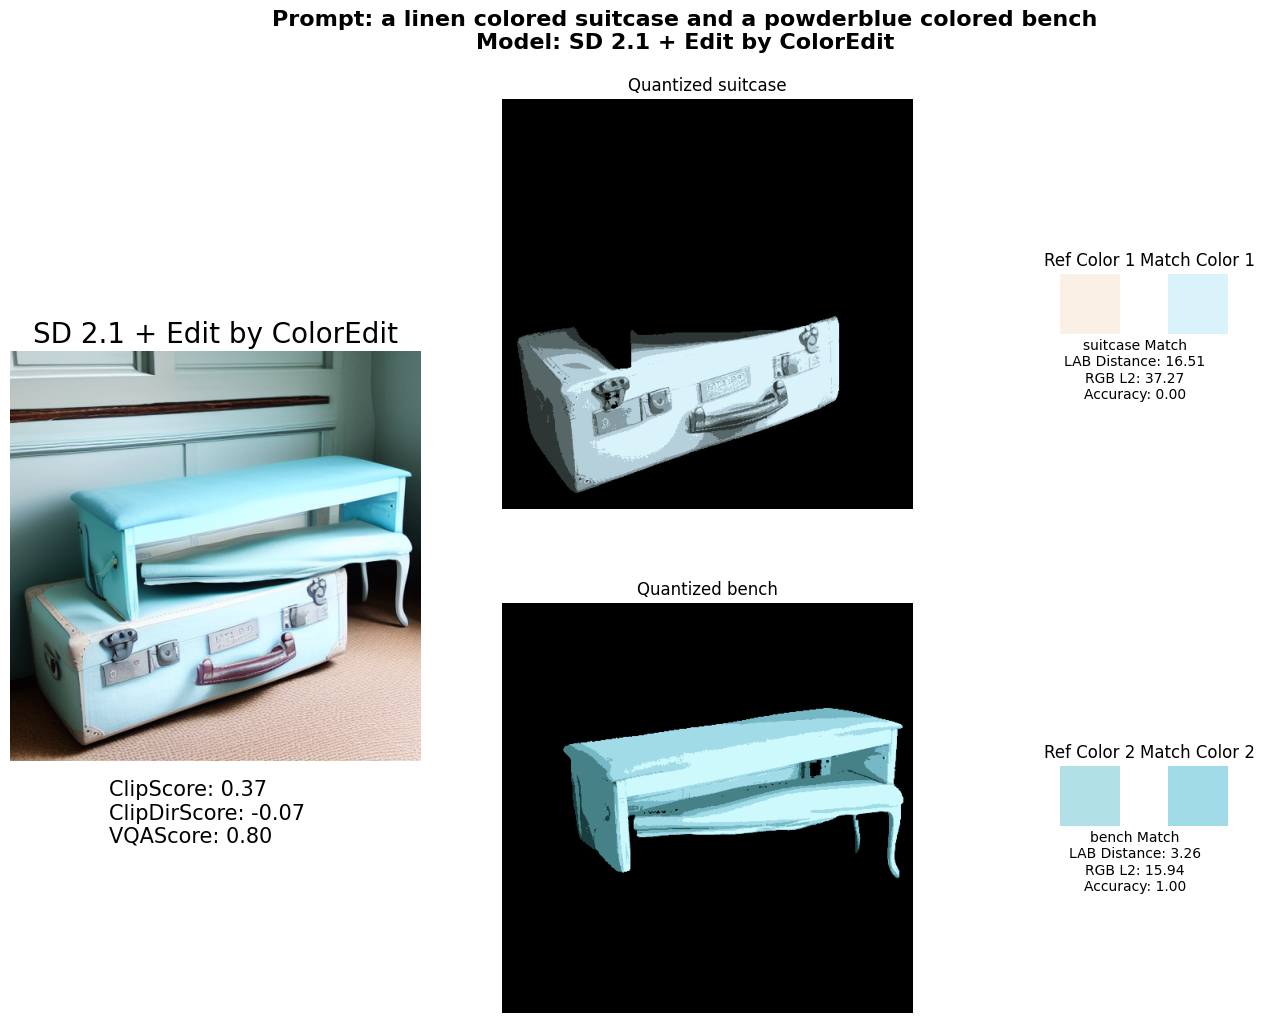 Prompt: a linen colored suitcase and a powderblue colored bench
Model: SD 2.1 + Edit by ColorEdit
Quantized suitcase
Ref Color 1 Match Color 1
suitcase Match
LAB Distance: 16.51
RGB L2: 37.27
Accuracy: 0.00
SD 2.1 + Edit by ColorEdit
ClipScore: 0.37
ClipDirScore: -0.07
VQAScore: 0.80
Quantized bench
Ref Color 2 Match Color 2
bench Match
LAB Distance: 3.26
RGB L2: 15.94
Accuracy: 1.00